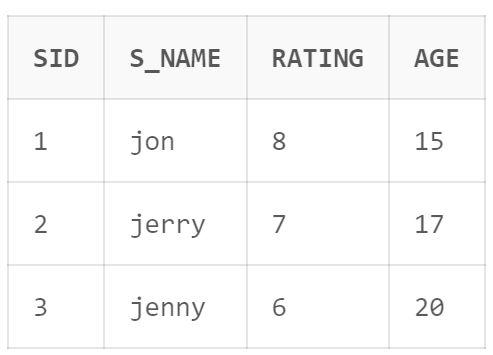 SID S_NAME RATING AGE
1 jon 8 15
2 jerry 7 17
3 jenny 6 20